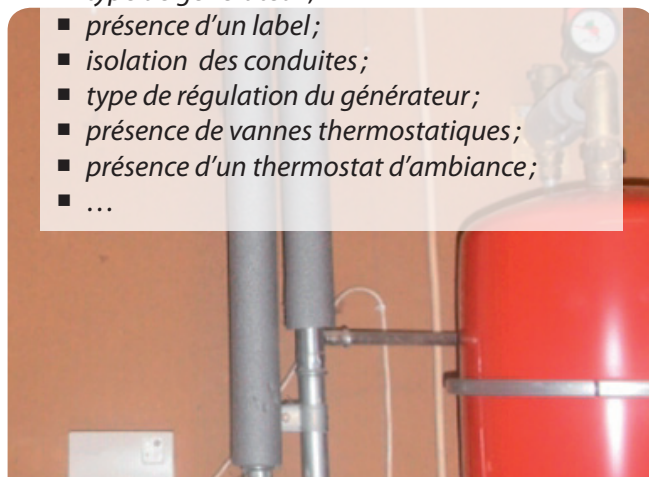 ■ présence d'un label ;
■ isolation des conduites ;
■ type de régulation du générateur ;
■ présence de vannes thermostatiques ;
■ présence d'un thermostat d'ambiance ;
■ …